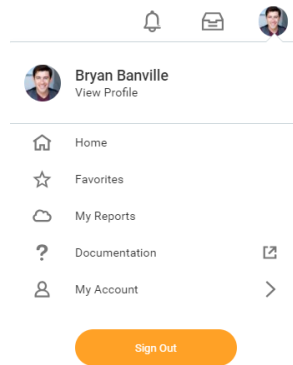 Bryan Banville
View Profile
Home
Favorites
My Reports
Documentation
My Account
Sign Out